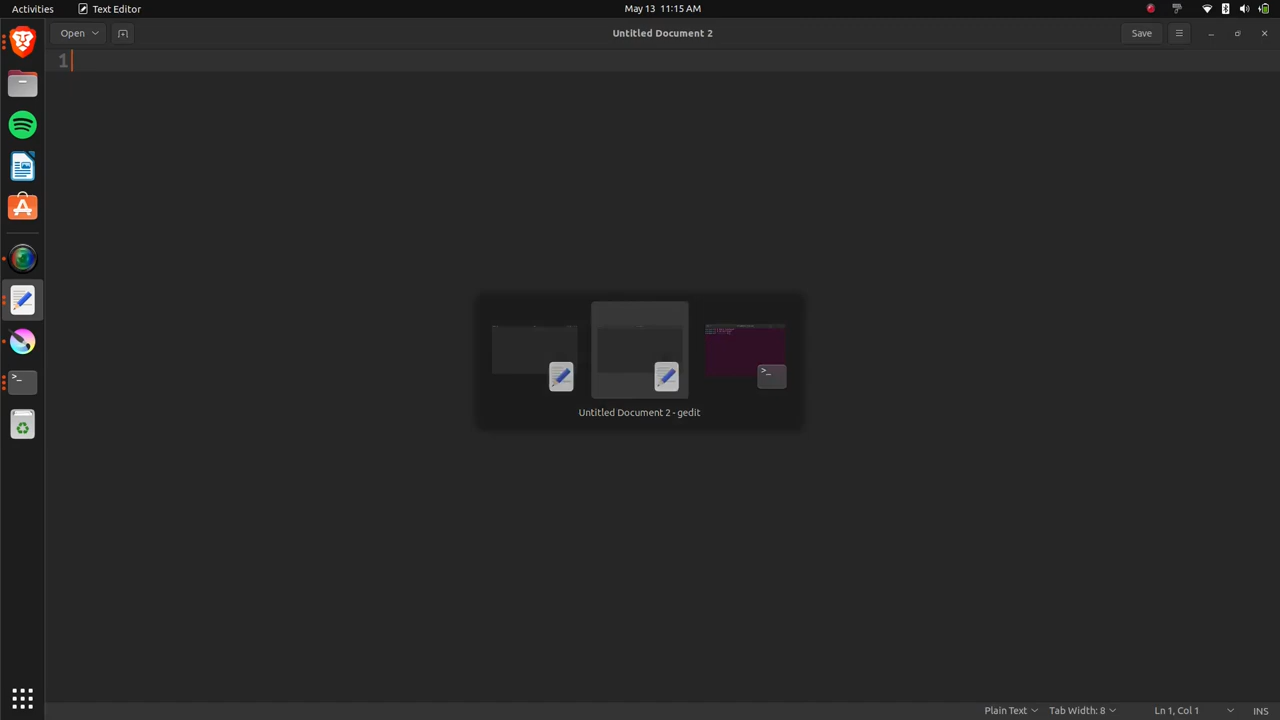 Activities Text Editor May 13 11:15 AM
Open Untitled Document 2 Save
1
Untitled Document 2 - gedit
Plain Text Tab Width: 8 Ln 1, Col 1 INS